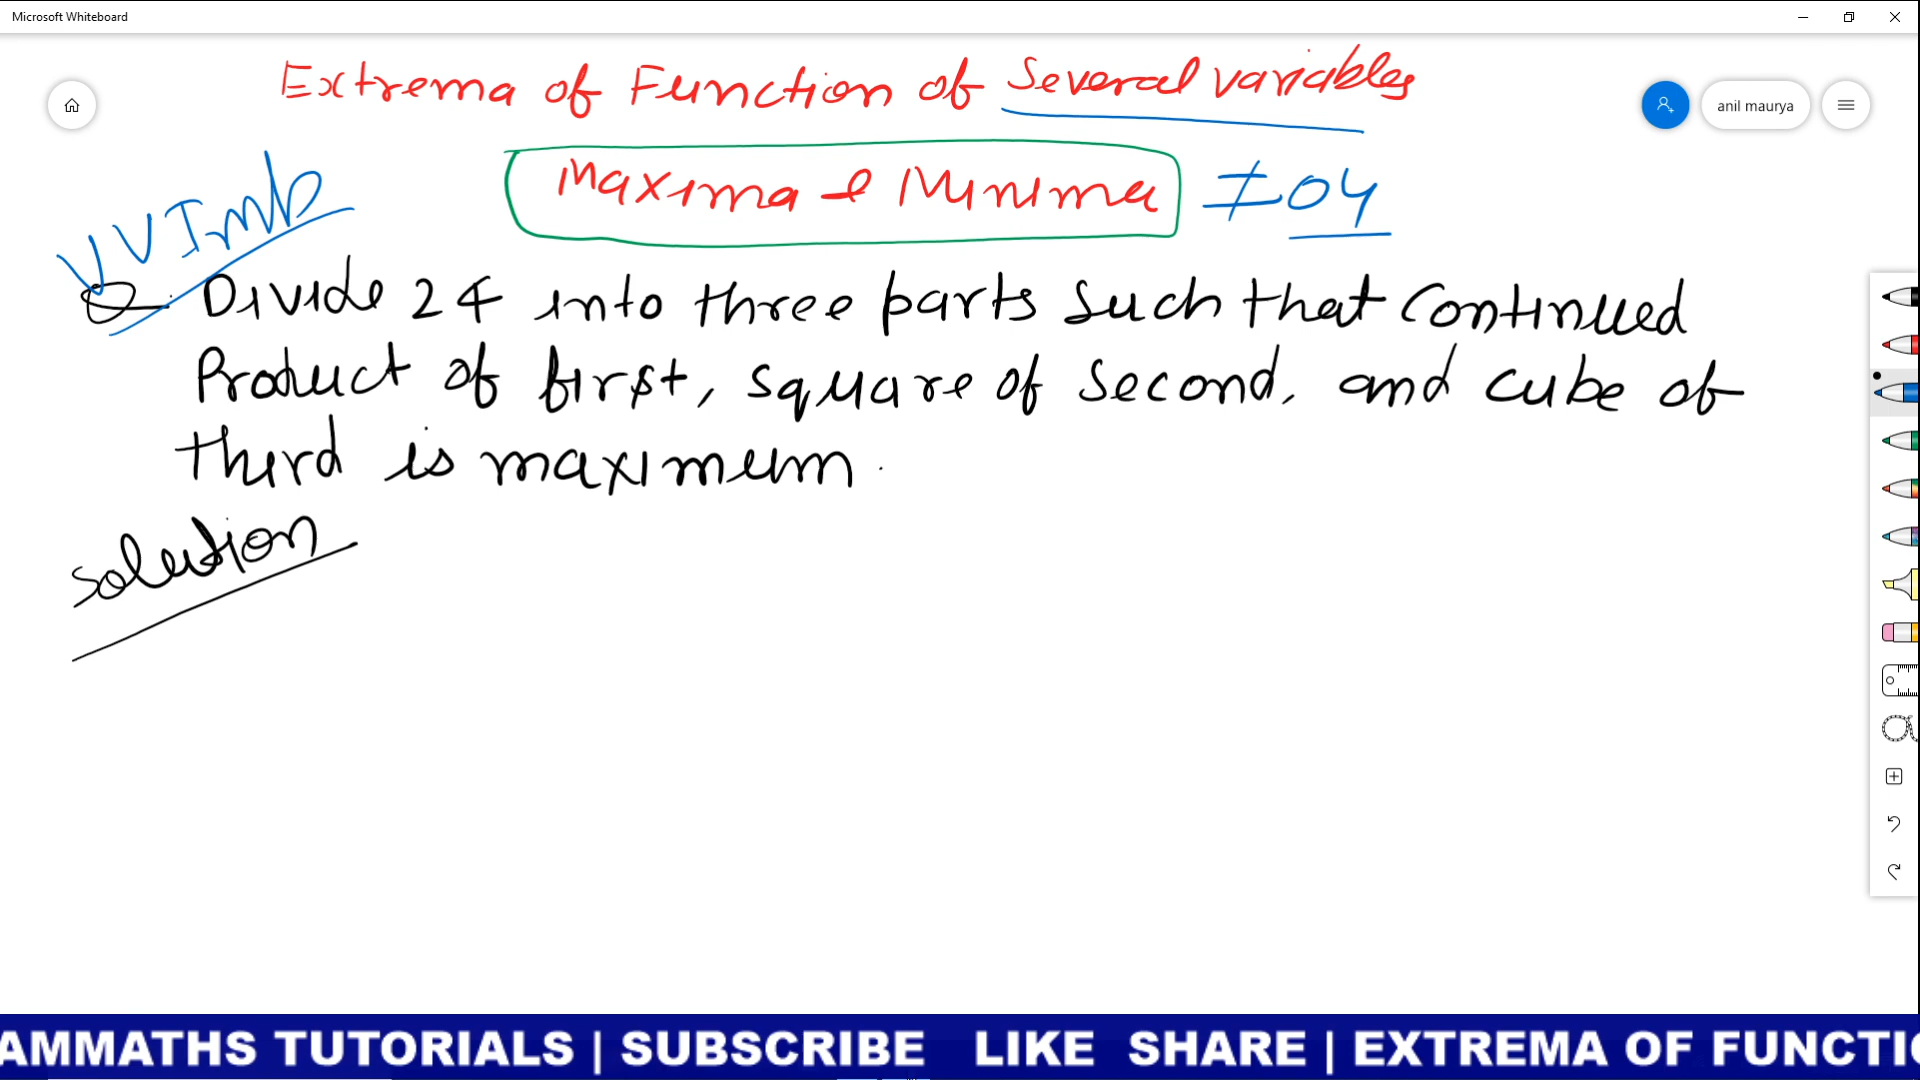 Microsoft Whiteboard
Extrema of Function of Several variables
anil maurya
Maxima & Minima
04
VV Imp
Q. Divide 24 into three parts such that continued
Product of first, square of second, and cube of
third is maximum.
Solution
AMMATHS TUTORIALS | SUBSCRIBE LIKE SHARE | EXTREMA OF FUNCTI